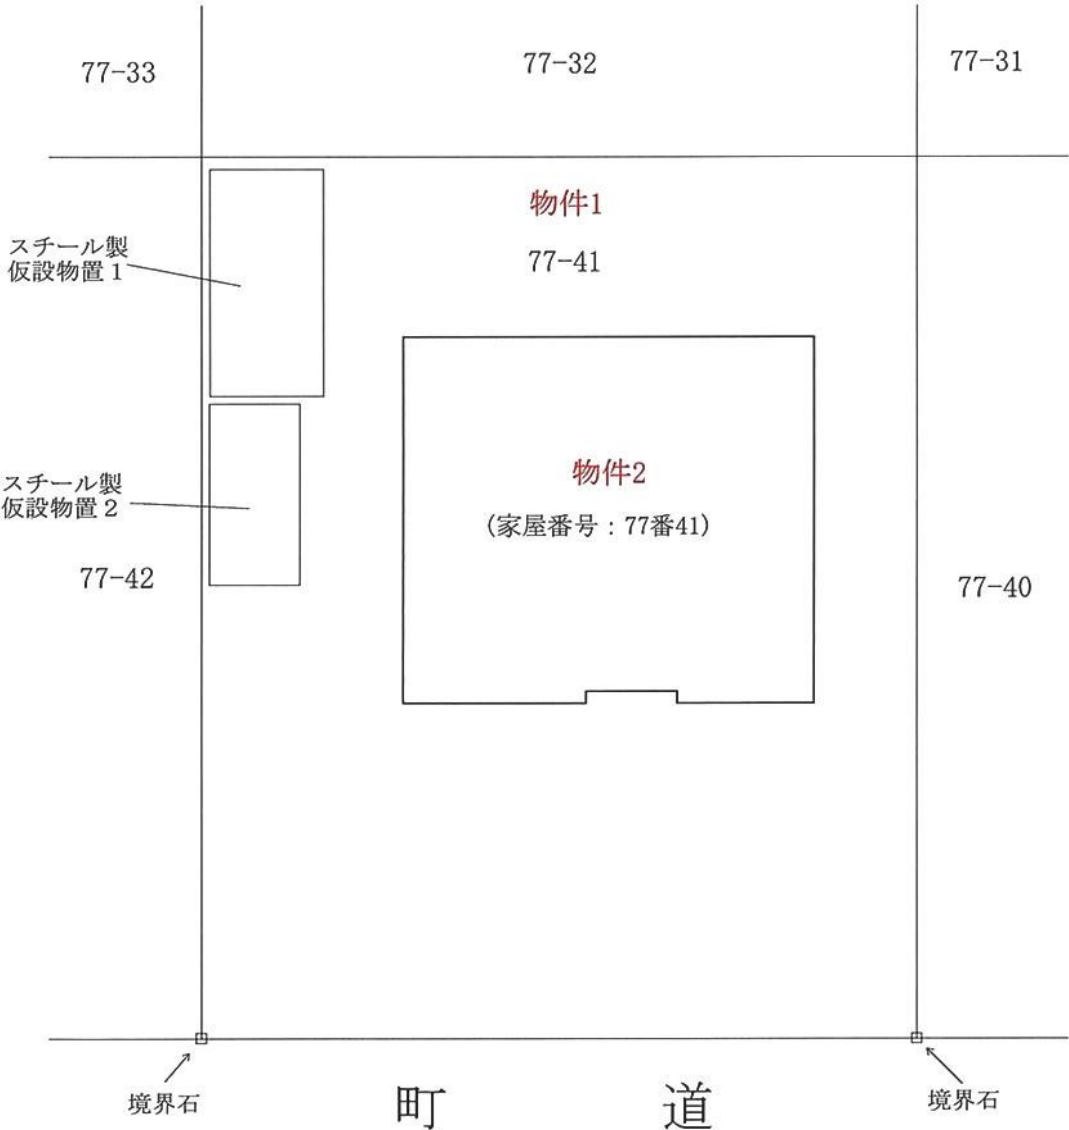 77-33
77-32
77-31
物件1
77-41
スチール製
仮設物置1
スチール製
仮設物置2
物件2
(家屋番号：77番41)
77-42
77-40
境界石
町 道
境界石